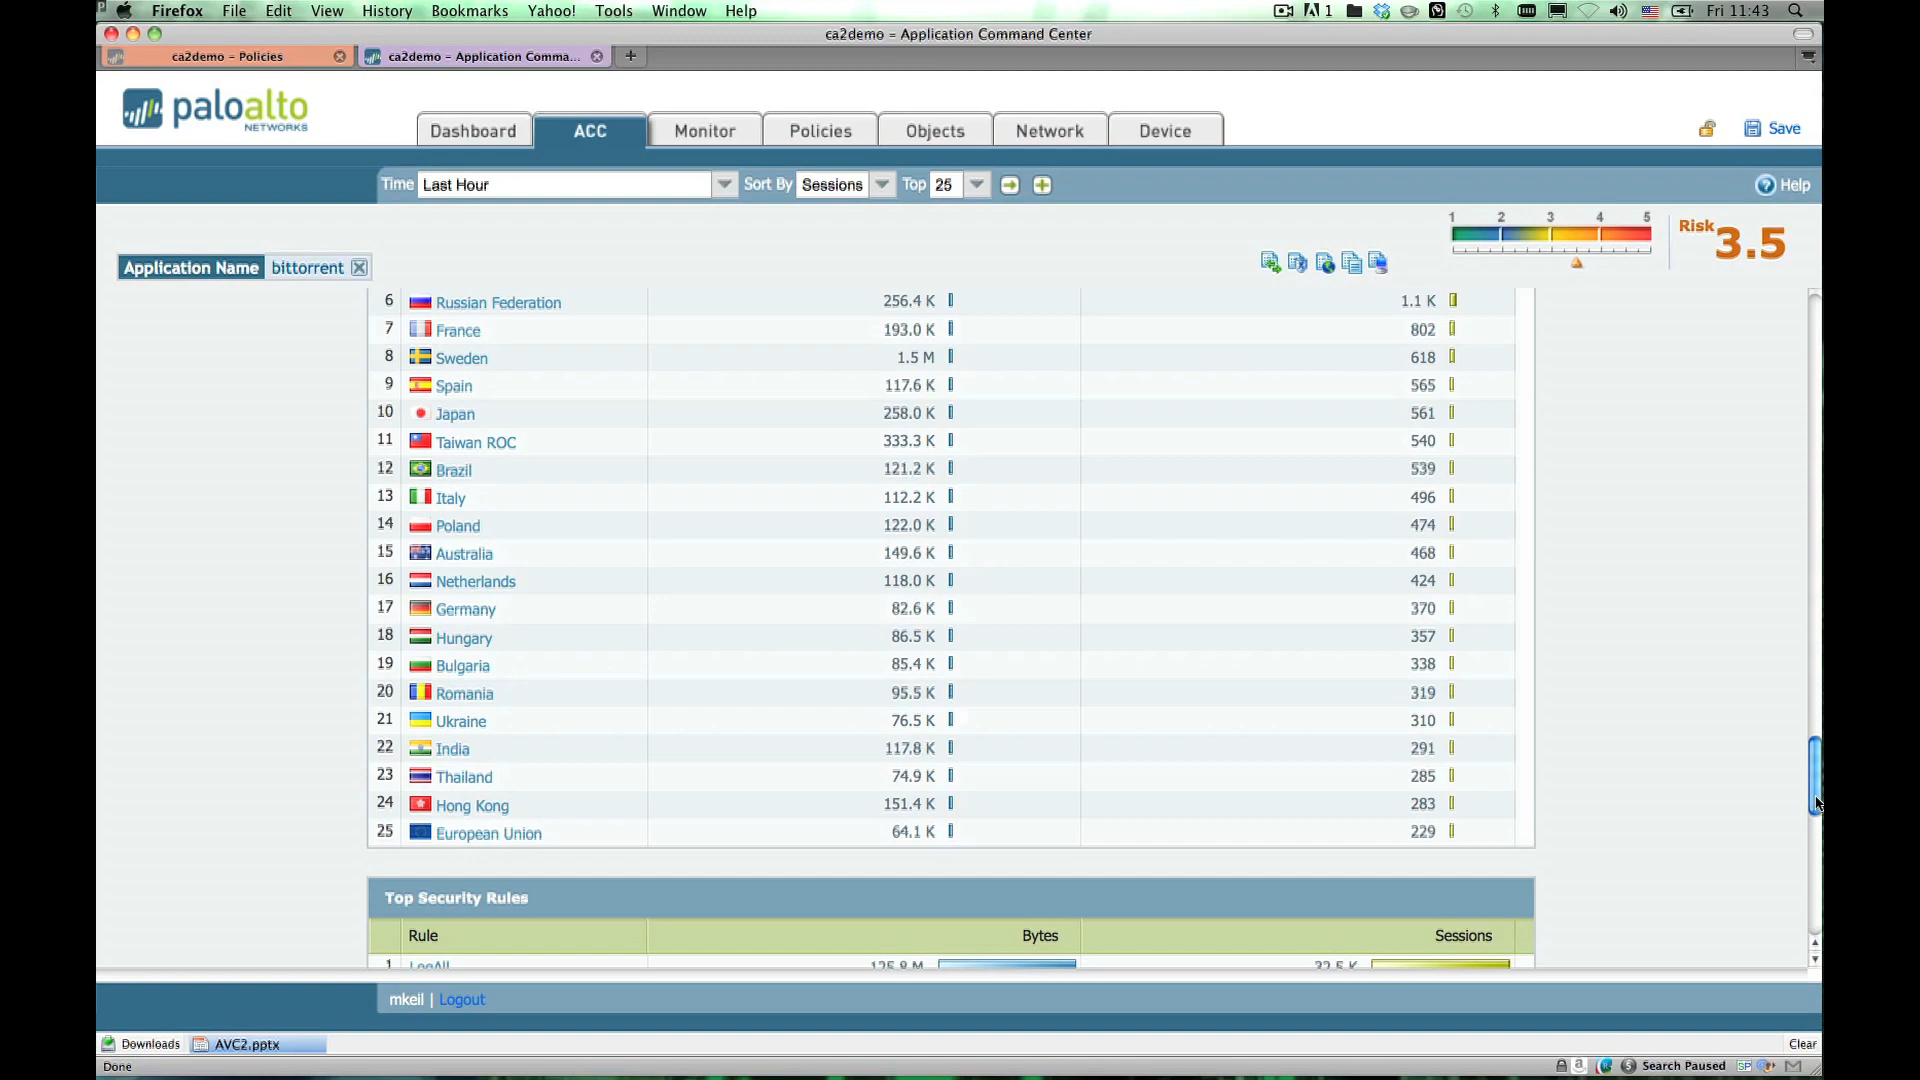 Firefox File Edit View History Bookmarks Yahoo! Tools Window Help 1 Fri 11:43
ca2demo – Application Command Center
ca2demo – Policies ca2demo – Application Comma... +
paloalto
NETWORKS
Dashboard ACC Monitor Policies Objects Network Device Save
Time Last Hour Sort By Sessions Top 25 Help
1 2 3 4 5
Risk 3.5
Application Name bittorrent
6 Russian Federation 256.4 K 1.1 K
7 France 193.0 K 802
8 Sweden 1.5 M 618
9 Spain 117.6 K 565
10 Japan 258.0 K 561
11 Taiwan ROC 333.3 K 540
12 Brazil 121.2 K 539
13 Italy 112.2 K 496
14 Poland 122.0 K 474
15 Australia 149.6 K 468
16 Netherlands 118.0 K 424
17 Germany 82.6 K 370
18 Hungary 86.5 K 357
19 Bulgaria 85.4 K 338
20 Romania 95.5 K 319
21 Ukraine 76.5 K 310
22 India 117.8 K 291
23 Thailand 74.9 K 285
24 Hong Kong 151.4 K 283
25 European Union 64.1 K 229
Top Security Rules
Rule Bytes Sessions
1 LogAll 125.8 M 32.5 K
mkeil | Logout
Downloads AVC2.pptx Clear
Done Search Paused SP